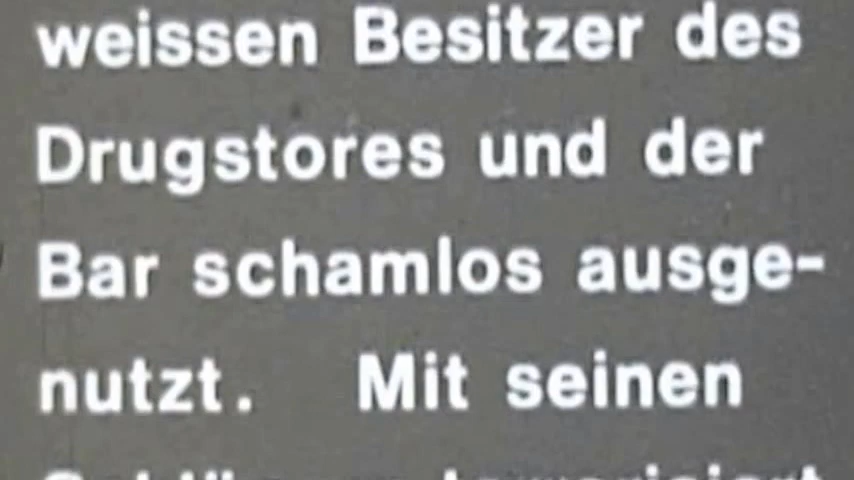 weissen Besitzer des
Drugstores und der
Bar schamlos ausge-
nutzt. Mit seinen